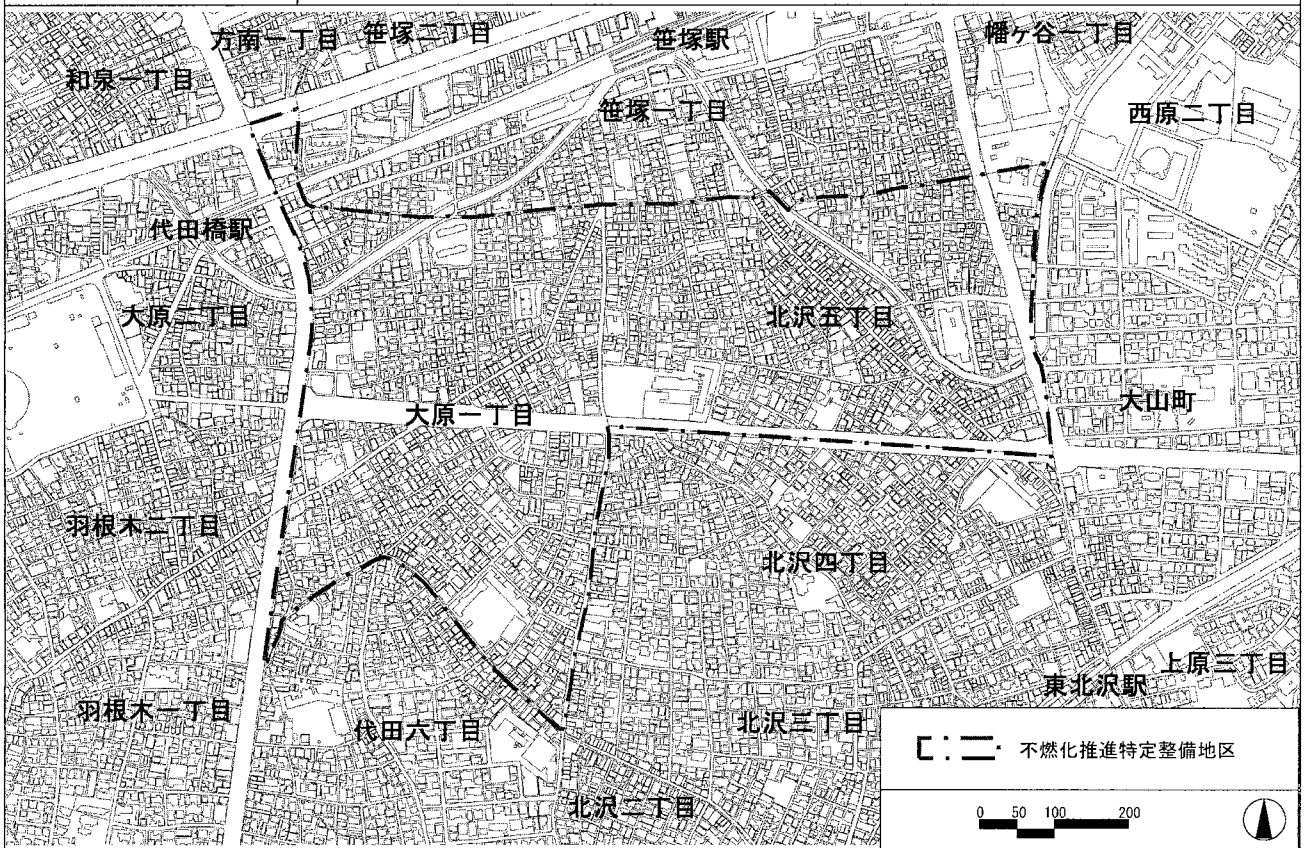 方南一丁目
笹塚二丁目
笹塚駅
幡ヶ谷一丁目
和泉一丁目
笹塚一丁目
西原二丁目
代田橋駅
大原二丁目
北沢五丁目
大原一丁目
大山町
羽根木二丁目
北沢四丁目
上原三丁目
東北沢駅
羽根木一丁目
代田六丁目
北沢三丁目
不燃化推進特定整備地区
北沢二丁目
0 50 100 200